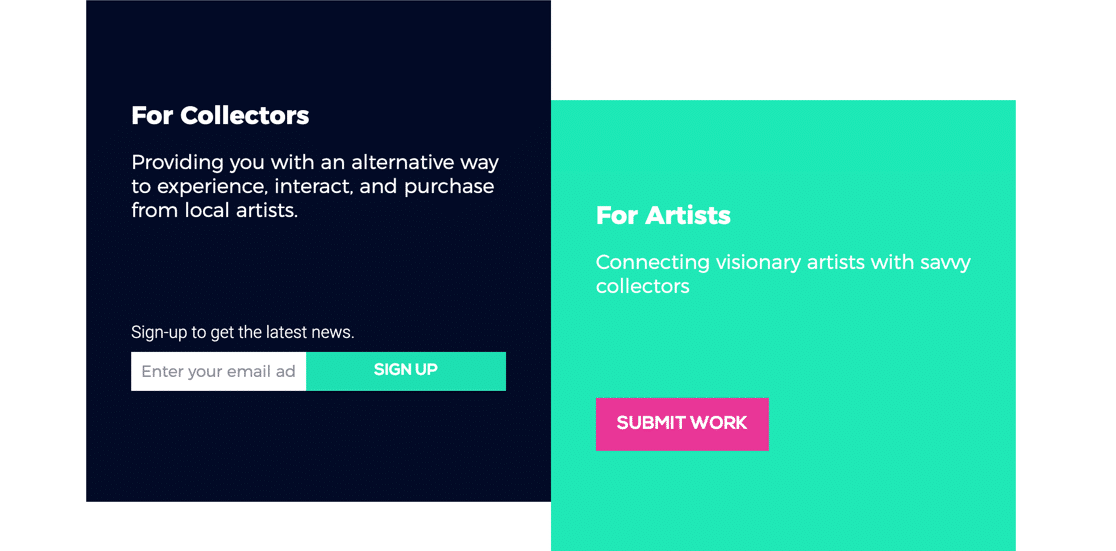 For Collectors
Providing you with an alternative way
to experience, interact, and purchase
from local artists.
Sign-up to get the latest news.
Enter your email ad
SIGN UP
For Artists
Connecting visionary artists with savvy
collectors
SUBMIT WORK